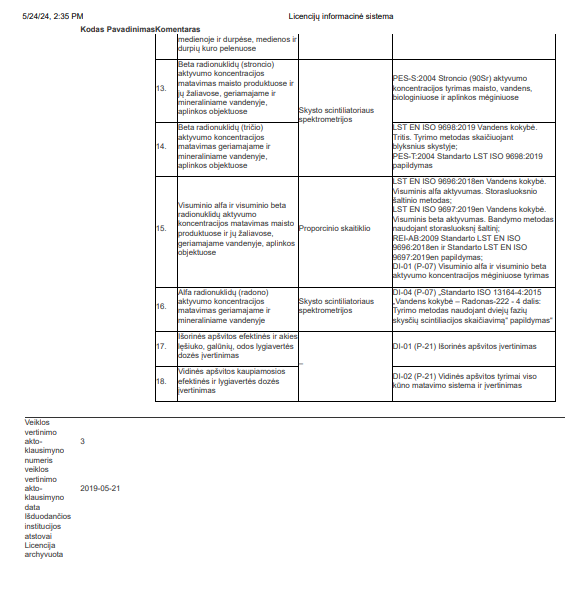 5/24/24, 2:35 PM Licencijų informacinė sistema
Kodas PavadinimasKomentaras
medienoje ir durpėse, medienos ir
durpių kuro pelenuose
13.
Beta radionuklidų (stroncio)
aktyvumo koncentracijos
matavimas maisto produktuose ir
jų žaliavose, geriamajame ir
mineraliniame vandenyje,
aplinkos objektuose
Skysto scintiliatoriaus
spektrometrijos
PES-S:2004 Stroncio (90Sr) aktyvumo
koncentracijos tyrimas maisto, vandens,
biologiniuose ir aplinkos mėginiuose
14.
Beta radionuklidų (tričio)
aktyvumo koncentracijos
matavimas geriamajame ir
mineraliniame vandenyje,
aplinkos objektuose
LST EN ISO 9698:2019 Vandens kokybė.
Tritis. Tyrimo metodas skaičiuojant
blyksnius skystyje;
PES-T:2004 Standarto LST ISO 9698:2019
papildymas
15.
Visuminio alfa ir visuminio beta
radionuklidų aktyvumo
koncentracijos matavimas maisto
produktuose ir jų žaliavose,
geriamajame vandenyje, aplinkos
objektuose
Proporcinio skaitiklio
LST EN ISO 9696:2018en Vandens kokybė.
Visuminis alfa aktyvumas. Storasluoksnio
šaltinio metodas;
LST EN ISO 9697:2019en Vandens kokybė.
Visuminis beta aktyvumas. Bandymo metodas
naudojant storasluoksnį šaltinį;
REI-AB:2009 Standarto LST EN ISO
9696:2018en ir Standarto LST EN ISO
9697:2019en papildymas;
DI-01 (P-07) Visuminio alfa ir visuminio beta
aktyvumo koncentracijos mėginiuose tyrimas
16.
Alfa radionuklidų (radono)
aktyvumo koncentracijos
matavimas geriamajame ir
mineraliniame vandenyje
Skysto scintiliatoriaus
spektrometrijos
DI-04 (P-07) „Standarto ISO 13164-4:2015
„Vandens kokybė – Radonas-222 - 4 dalis:
Tyrimo metodas naudojant dviejų fazių
skysčių scintiliacijos skaičiavimą“ papildymas“
17.
Išorinės apšvitos efektinės ir akies
lęšiuko, galūnių, odos lygiavertės
dozės įvertinimas
–
DI-01 (P-21) Išorinės apšvitos įvertinimas
18.
Vidinės apšvitos kaupiamosios
efektinės ir lygiavertės dozės
įvertinimas
DI-02 (P-21) Vidinės apšvitos tyrimai viso
kūno matavimo sistema ir įvertinimas
Veiklos
vertinimo
akto-
klausimyno
numeris
3
veiklos
vertinimo
akto-
klausimyno
data
2019-05-21
Išduodančios
institucijos
atstovai
Licencija
archyvuota